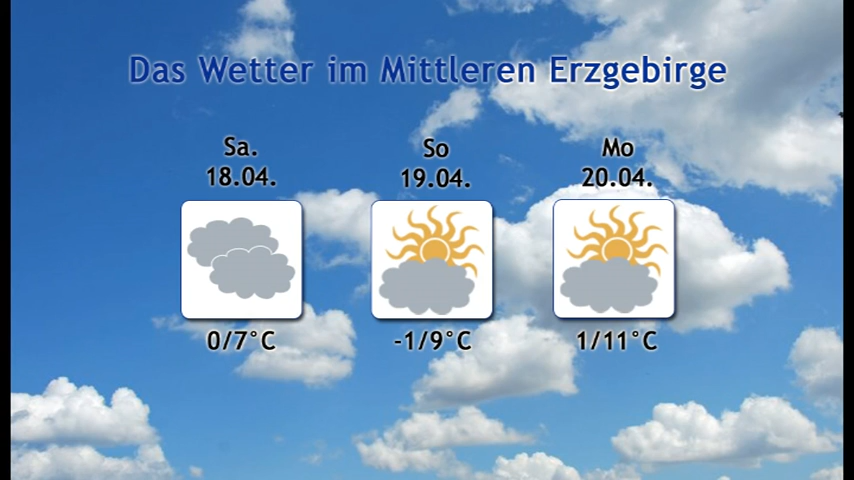 Das Wetter im Mittleren Erzgebirge
Sa.
18.04.
So
19.04.
Mo
20.04.
0/7°C
-1/9°C
1/11°C